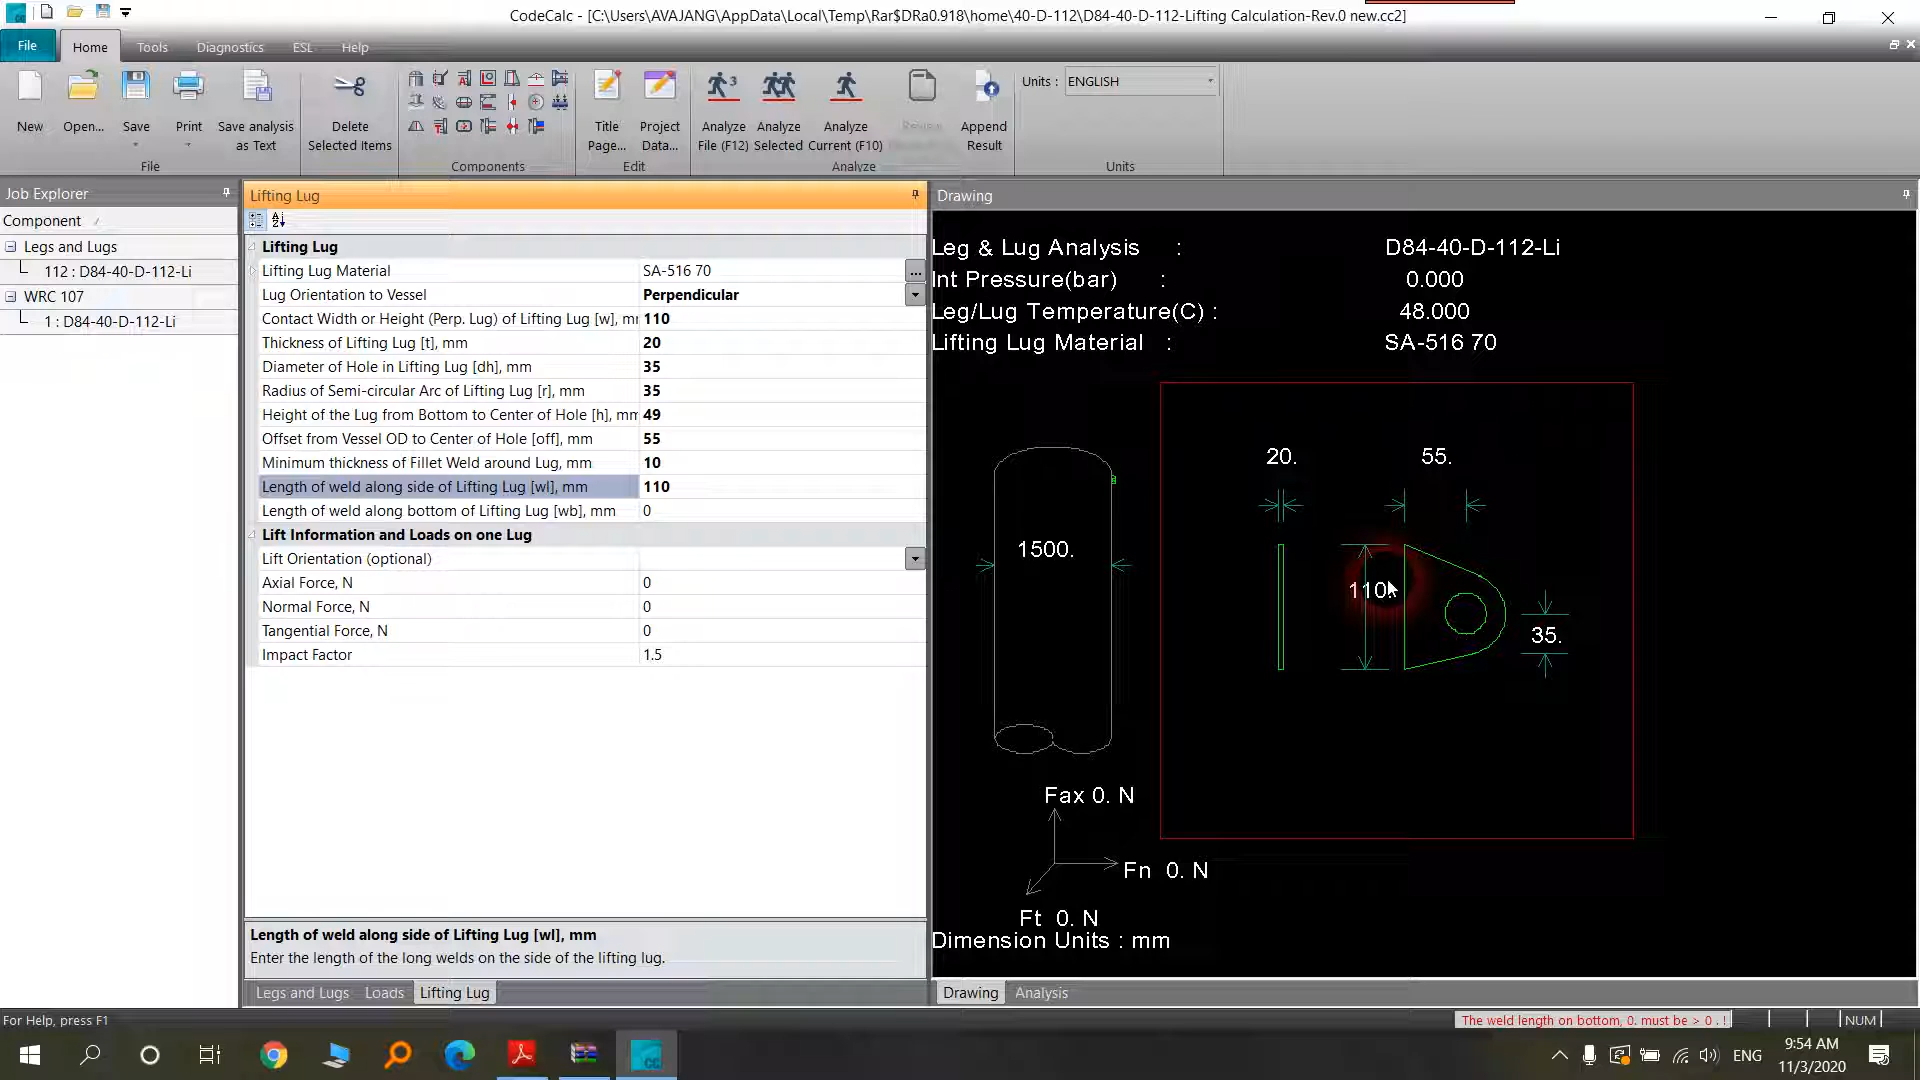 CodeCalc - [C:\Users\AVAJANG\AppData\Local\Temp\Rar$DRa0.918\home\40-D-112\D84-40-D-112-Lifting Calculation-Rev.0 new.cc2]
File Home Tools Diagnostics ESL Help
Units : ENGLISH
New Open... Save Print Save analysis as Text
Delete Selected Items
Title Page... Project Data...
Analyze File (F12) Analyze Selected Analyze Current (F10)
Append Result
File Components Edit Analyze Units
Job Explorer
Component
Legs and Lugs
112 : D84-40-D-112-Li
WRC 107
1 : D84-40-D-112-Li
Lifting Lug
Lifting Lug
Lifting Lug Material SA-516 70
Lug Orientation to Vessel Perpendicular
Contact Width or Height (Perp. Lug) of Lifting Lug [w], mr 110
Thickness of Lifting Lug [t], mm 20
Diameter of Hole in Lifting Lug [dh], mm 35
Radius of Semi-circular Arc of Lifting Lug [r], mm 35
Height of the Lug from Bottom to Center of Hole [h], mm 49
Offset from Vessel OD to Center of Hole [off], mm 55
Minimum thickness of Fillet Weld around Lug, mm 10
Length of weld along side of Lifting Lug [wl], mm 110
Length of weld along bottom of Lifting Lug [wb], mm 0
Lift Information and Loads on one Lug
Lift Orientation (optional)
Axial Force, N 0
Normal Force, N 0
Tangential Force, N 0
Impact Factor 1.5
Length of weld along side of Lifting Lug [wl], mm
Enter the length of the long welds on the side of the lifting lug.
Legs and Lugs Loads Lifting Lug
Drawing
Leg & Lug Analysis : D84-40-D-112-Li
Int Pressure(bar) : 0.000
Leg/Lug Temperature(C) : 48.000
Lifting Lug Material : SA-516 70
20. 55.
1500.
110.
35.
Fax 0. N
Fn 0. N
Ft 0. N
Dimension Units : mm
Drawing Analysis
For Help, press F1
The weld length on bottom, 0. must be > 0 . !
NUM
ENG
9:54 AM
11/3/2020